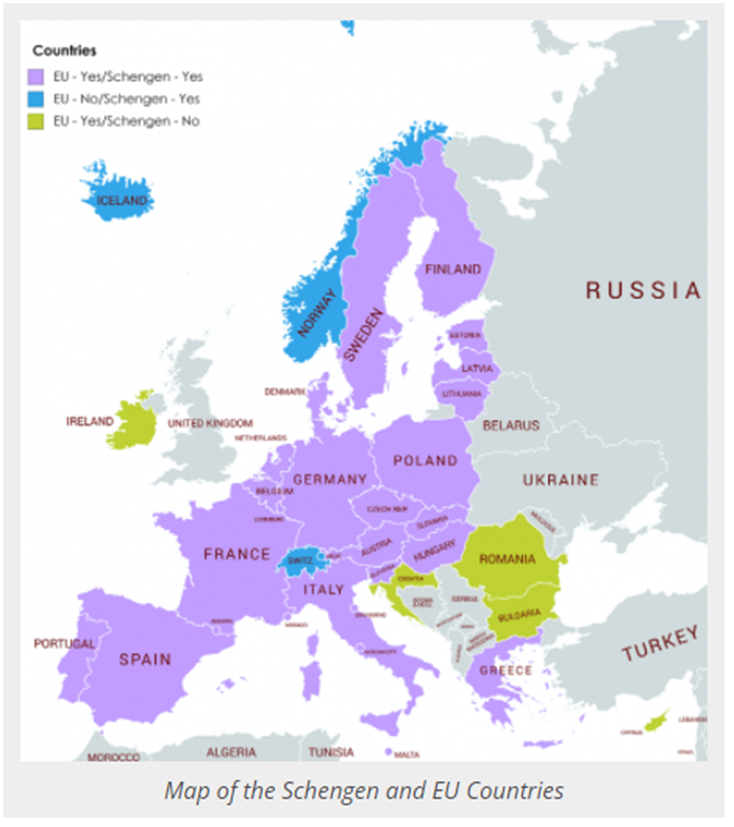 Countries
EU - Yes/Schengen - Yes
EU - No/Schengen - Yes
EU - Yes/Schengen - No
ICELAND
FINLAND
RUSSIA
NORWAY
SWEDEN
ESTONIA
LATVIA
LITHUANIA
DENMARK
IRELAND
UNITED KINGDOM
NETHERLANDS
BELARUS
POLAND
GERMANY
UKRAINE
BELGIUM
CZECH REP.
LUXEMBURG
SLOVAKIA
MOLDOVA
FRANCE
SWITZ.
AUSTRIA
HUNGARY
ROMANIA
ITALY
SLOVENIA
CROATIA
SERBIA
BULGARIA
MONACO
PORTUGAL
SPAIN
GREECE
TURKEY
CYPRUS
LEBANON
ISRAEL
MOROCCO
ALGERIA
TUNISIA
MALTA
Map of the Schengen and EU Countries